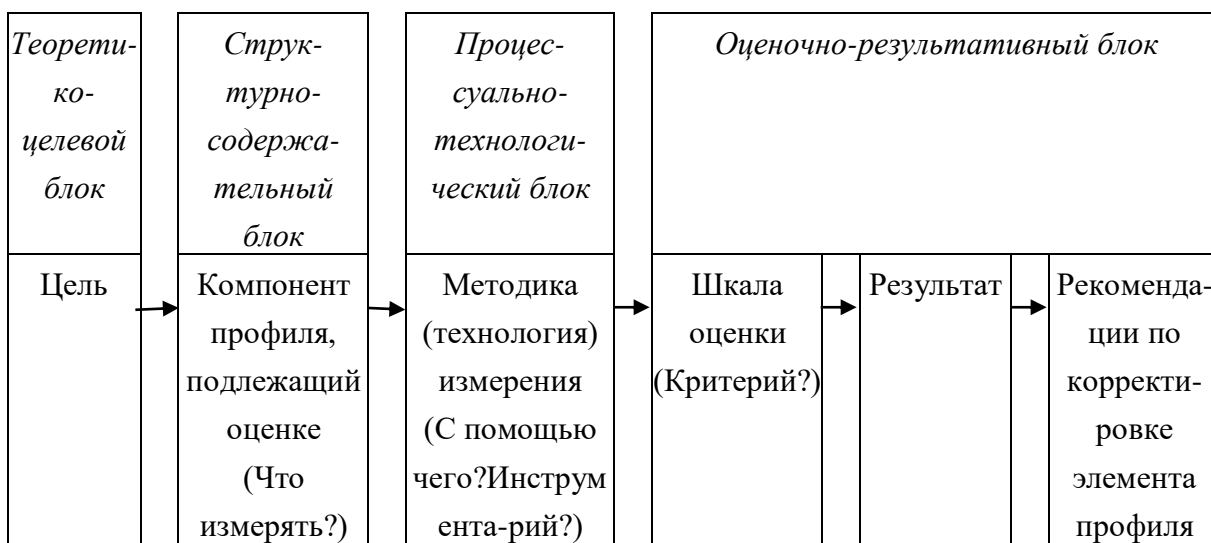 Теорети-
ко-
целевой
блок
Струк-
турно-
содержа-
тельный
блок
Процес-
суально-
технологи-
ческий блок
Оценочно-результативный блок
Цель
Компонент
профиля,
подлежащий
оценке
(Что
измерять?)
Методика
(технология)
измерения
(С помощью
чего?Инструм
ента-рий?)
Шкала
оценки
(Критерий?)
Результат
Рекоменда-
ции по
корректи-
ровке
элемента
профиля